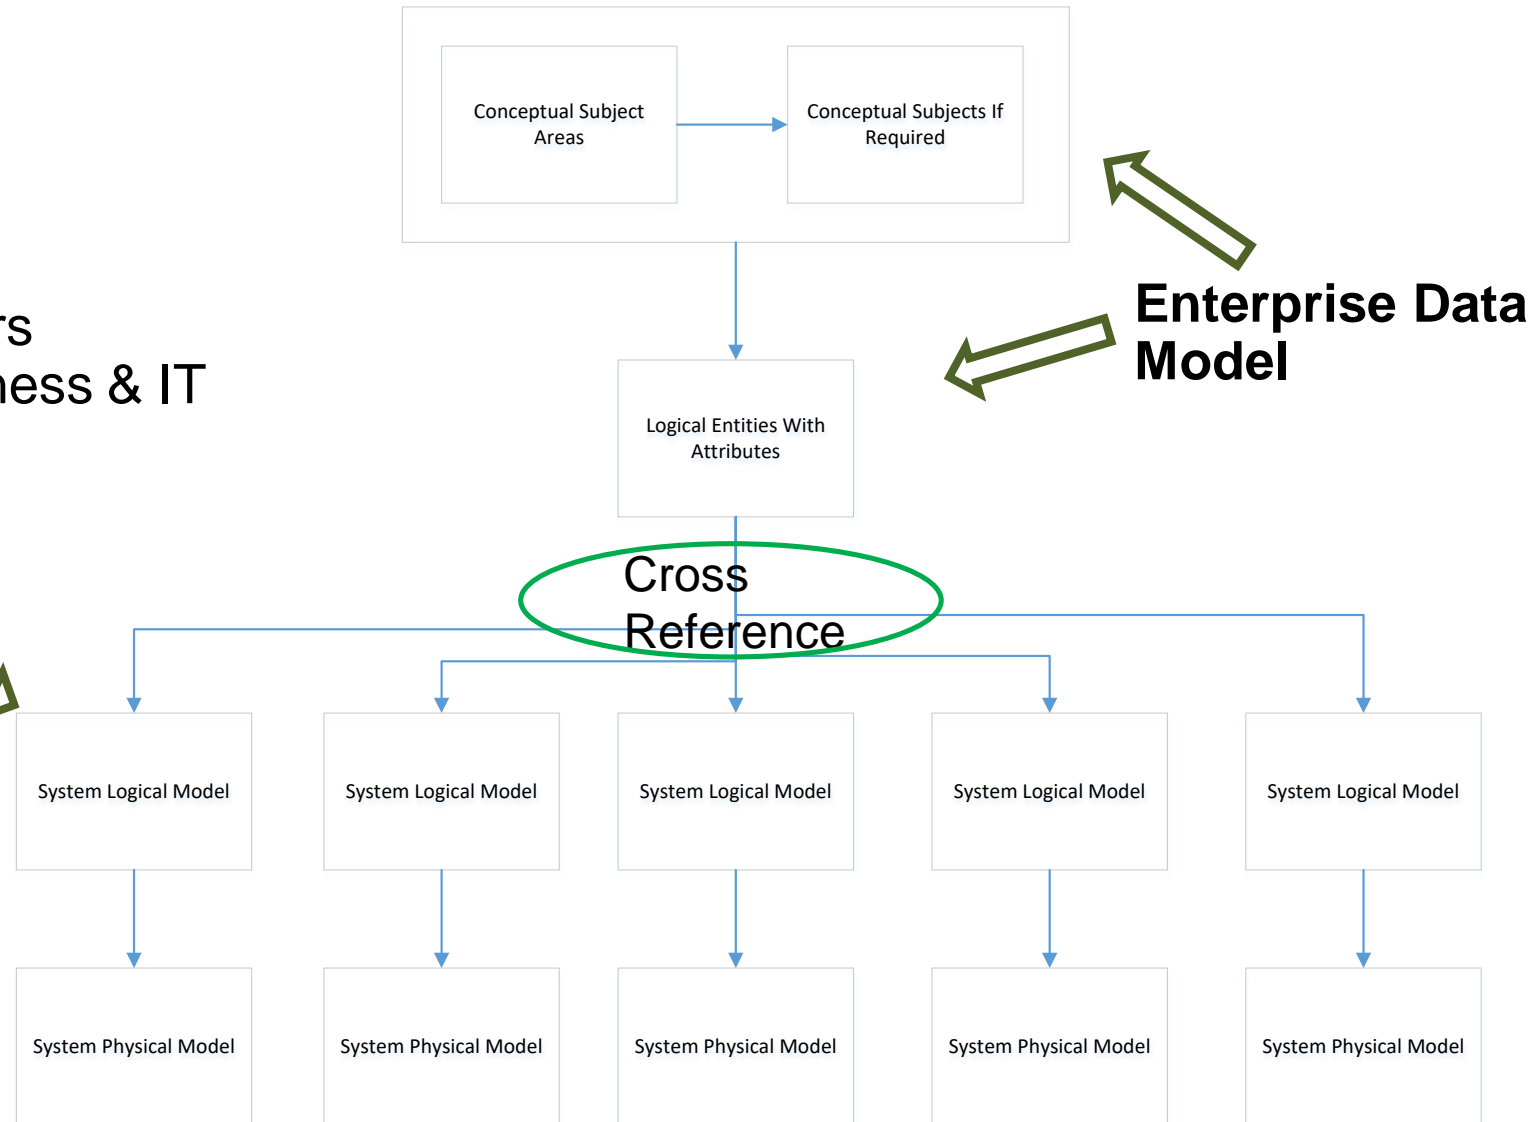 Conceptual Subject
Areas
Conceptual Subjects If
Required
Enterprise Data
Model
& IT
Logical Entities With
Attributes
Cross
Reference
System Logical Model
System Logical Model
System Logical Model
System Logical Model
System Logical Model
System Physical Model
System Physical Model
System Physical Model
System Physical Model
System Physical Model